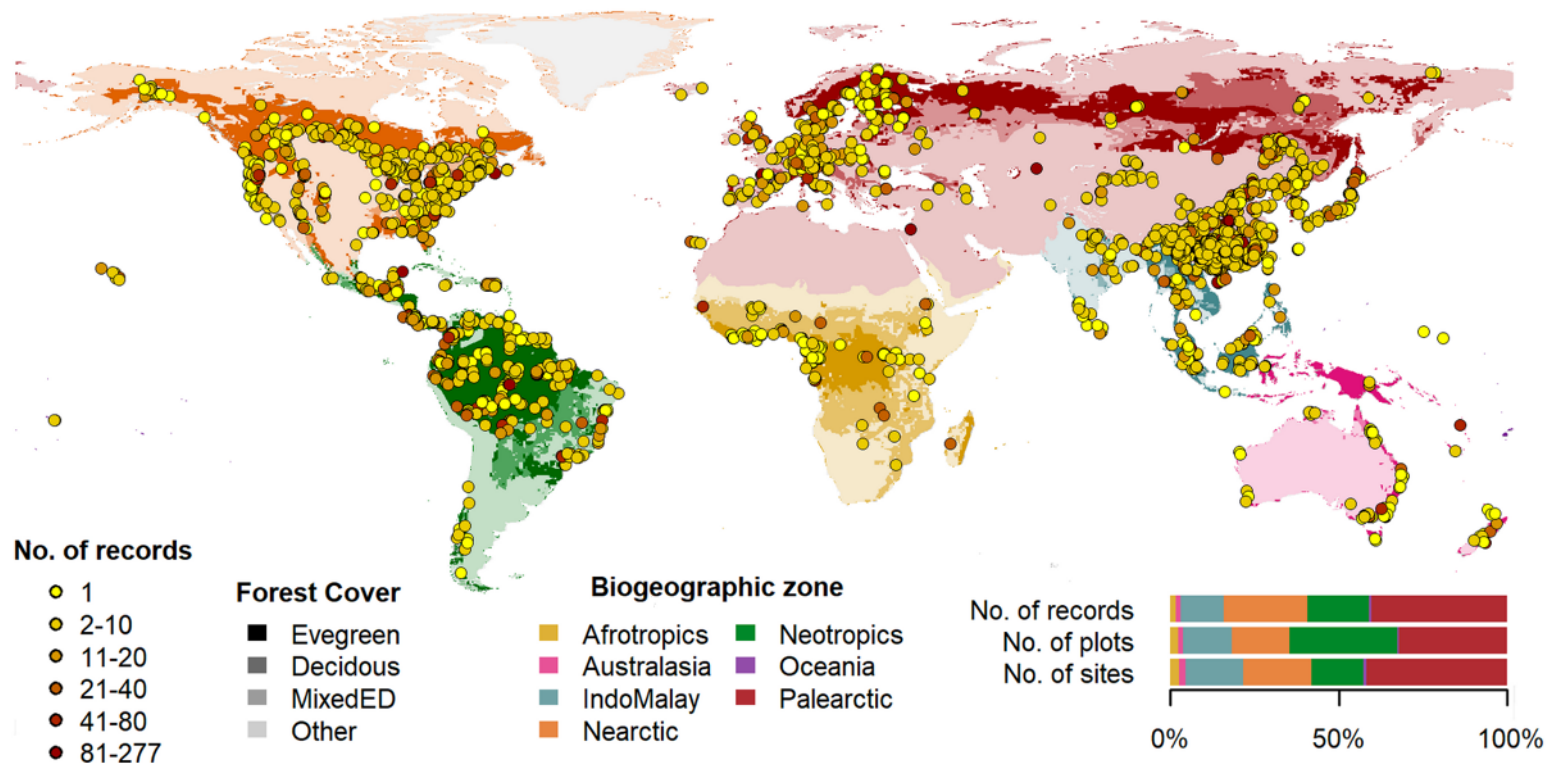 No. of records
1
2-10
11-20
21-40
41-80
81-277
Forest Cover
Evegreen
Decidous
MixedED
Other
Biogeographic zone
Afrotropics
Australasia
IndoMalay
Nearctic
Neotropics
Oceania
Palearctic
No. of records
No. of plots
No. of sites
0% 50% 100%